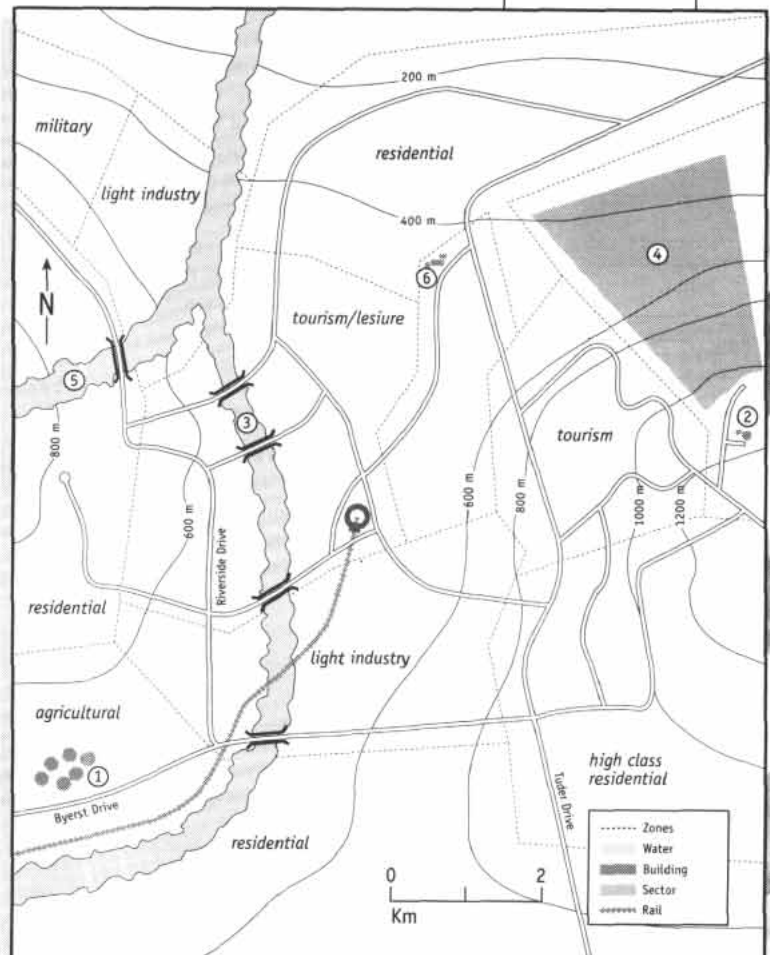 200 m
military
residential
light industry
400 m
4
N
6
tourism/lesiure
5
3
2
tourism
800 m
600 m
800 m
1000 m
1200 m
600 m
Riverside Drive
residential
light industry
agricultural
1
high class
residential
Byerst Drive
Tuder Drive
residential
Zones
Water
Building
Sector
Rail
0
2
Km